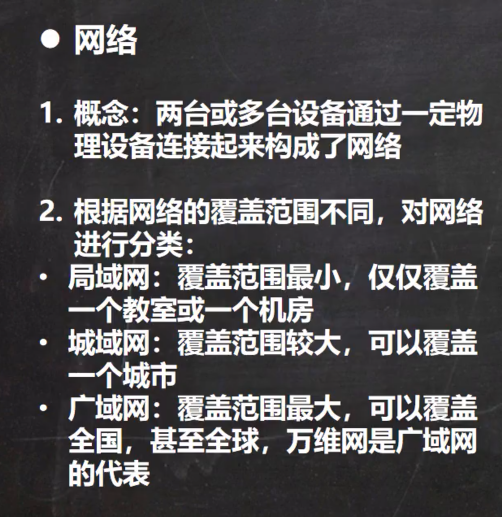 ● 网络
1. 概念：两台或多台设备通过一定物
理设备连接起来构成了网络
2. 根据网络的覆盖范围不同，对网络
进行分类：
• 局域网：覆盖范围最小，仅仅覆盖
一个教室或一个机房
• 城域网：覆盖范围较大，可以覆盖
一个城市
• 广域网：覆盖范围最大，可以覆盖
全国，甚至全球，万维网是广域网
的代表